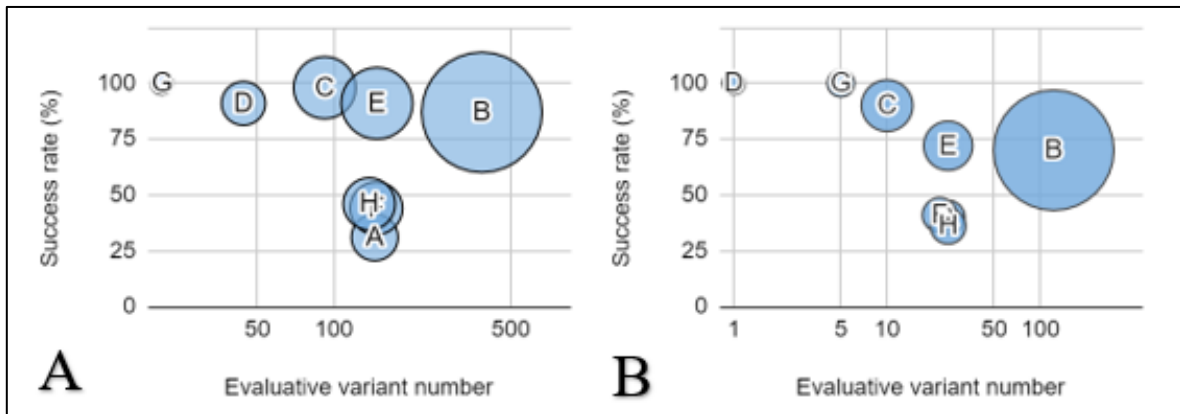 Success rate (%)
100
75
50
25
0
G
D
C
E
B
H
A
50
100
500
Evaluative variant number
A
Success rate (%)
100
75
50
25
0
D
G
C
E
B
F
H
1
5
10
50
100
Evaluative variant number
B